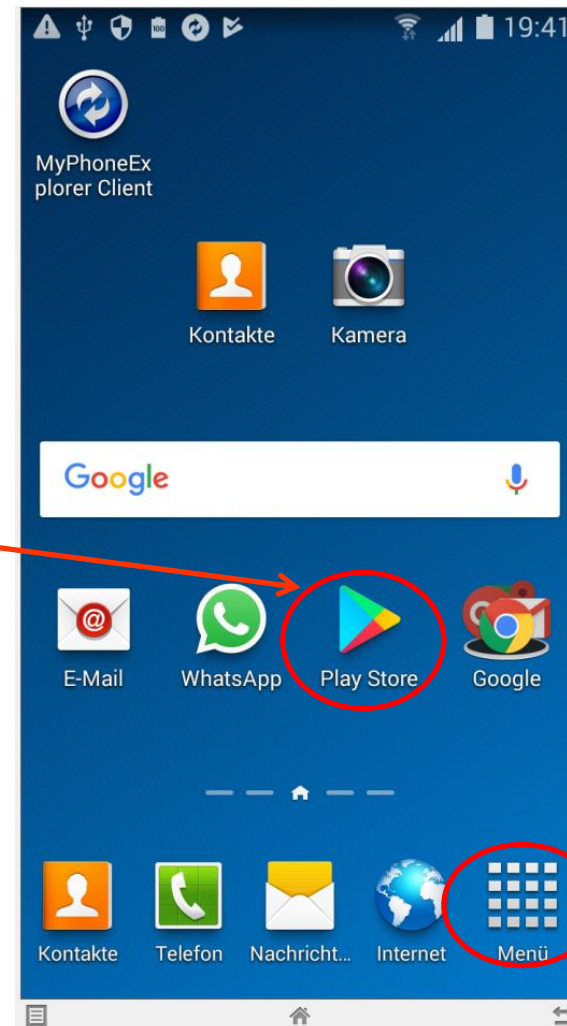 19:41
MyPhoneEx
plorer Client
Kontakte Kamera
Google
E-Mail WhatsApp Play Store Google
Kontakte Telefon Nachricht... Internet Menü